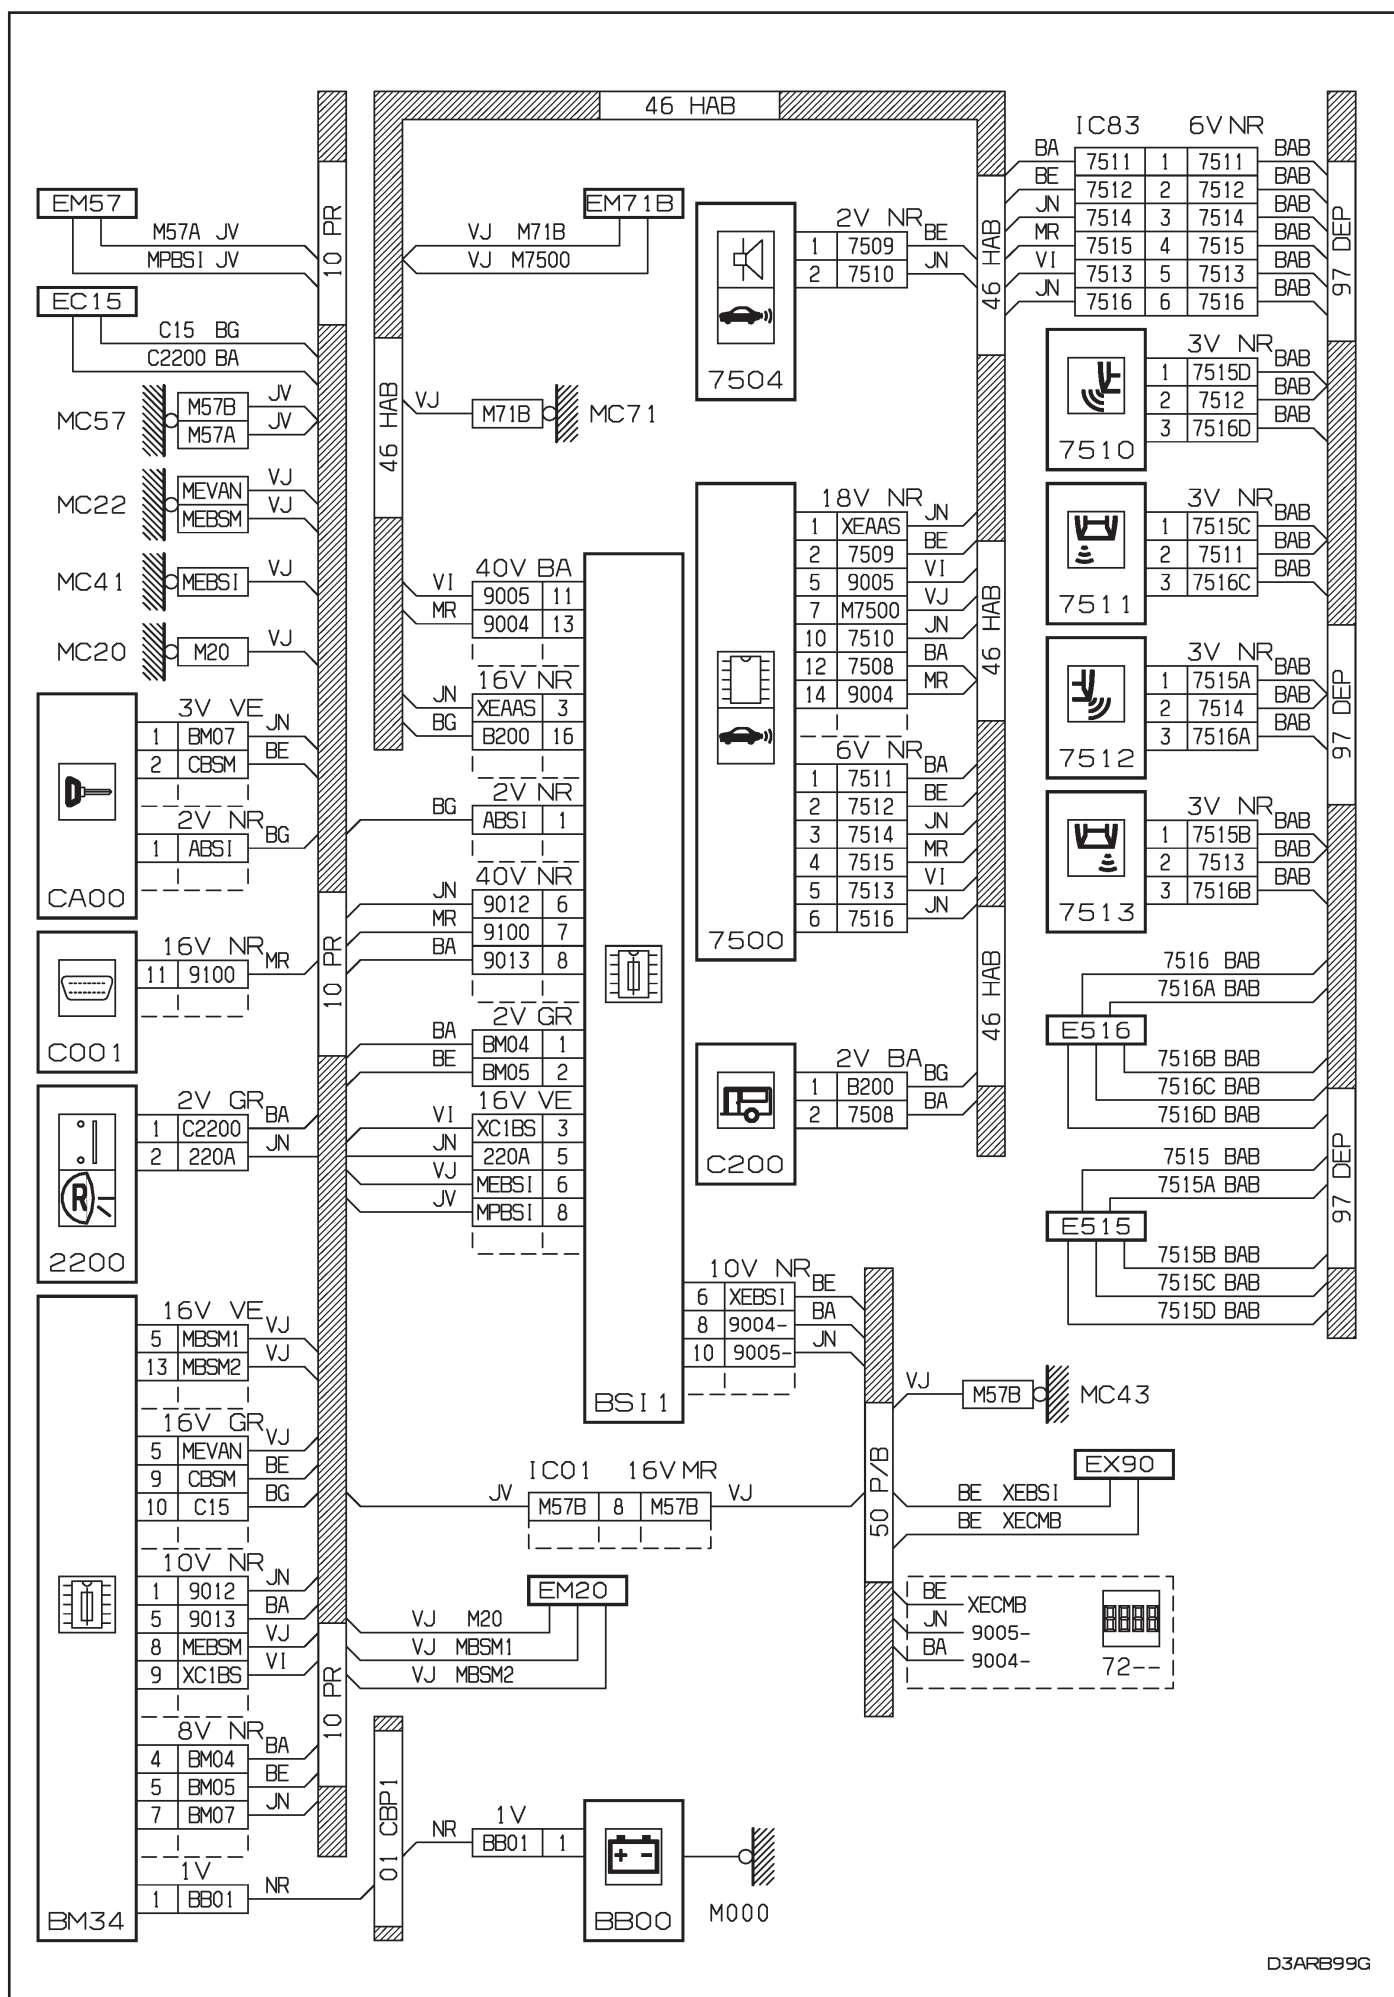 46 HAB
IC83 6V NR
BA 7511 1 7511 BAB
BE 7512 2 7512 BAB
JN 7514 3 7514 BAB
MR 7515 4 7515 BAB
VI 7513 5 7513 BAB
JN 7516 6 7516 BAB
EM57
M57A JV
MPBSI JV
10 PR
EC15
C15 BG
C2200 BA
MC57
M57B JV
M57A JV
MC22
MEVAN VJ
MEBSM VJ
MC41 MEBSI VJ
MC20 M20 VJ
3V VE
1 BM07 JN
2 CBSM BE
2V NR
1 ABSI BG
CA00
16V NR
11 9100 MR
C001
10 PR
2V GR
1 C2200 BA
2 220A JN
2200
16V VE
5 MBSM1 VJ
13 MBSM2 VJ
16V GR
5 MEVAN VJ
9 CBSM BE
10 C15 BG
10V NR
1 9012 JN
5 9013 BA
8 MEBSM VJ
9 XC1BS VI
8V NR
4 BM04 BA
5 BM05 BE
7 BM07 JN
1V
1 BB01 NR
BM34
10 PR
EM71B
VJ M71B
VJ M7500
46 HAB
VJ M71B MC71
40V BA
VI 9005 11
MR 9004 13
16V NR
JN XEAAS 3
BG B200 16
2V NR
BG ABSI 1
40V NR
JN 9012 6
MR 9100 7
BA 9013 8
2V GR
BA BM04 1
BE BM05 2
16V VE
VI XC1BS 3
JN 220A 5
VJ MEBSI 6
JV MPBSI 8
10V NR
6 XEBSI BE
8 9004- BA
10 9005- JN
BSI1
IC01 16V MR
JV M57B 8 M57B VJ
EM20
VJ M20
VJ MBSM1
VJ MBSM2
01 CBP1
1V
NR BB01 1
BB00
M000
2V NR
1 7509 BE
2 7510 JN
7504
46 HAB
18V NR
1 XEAAS JN
2 7509 BE
5 9005 VI
7 M7500 VJ
10 7510 JN
12 7508 BA
14 9004 MR
6V NR
1 7511 BA
2 7512 BE
3 7514 JN
4 7515 MR
5 7513 VI
6 7516 JN
7500
46 HAB
46 HAB
2V BA
1 B200 BG
2 7508 BA
C200
50 P/B
VJ M57B MC43
EX90
BE XEBSI
BE XECMB
BE XECMB
JN 9005-
BA 9004-
72--
97 DEP
3V NR
1 7515D BAB
2 7512 BAB
3 7516D BAB
7510
3V NR
1 7515C BAB
2 7511 BAB
3 7516C BAB
7511
3V NR
1 7515A BAB
2 7514 BAB
3 7516A BAB
7512
97 DEP
3V NR
1 7515B BAB
2 7513 BAB
3 7516B BAB
7513
7516 BAB
7516A BAB
E516
7516B BAB
7516C BAB
7516D BAB
97 DEP
7515 BAB
7515A BAB
E515
7515B BAB
7515C BAB
7515D BAB
R
D3ARB99G